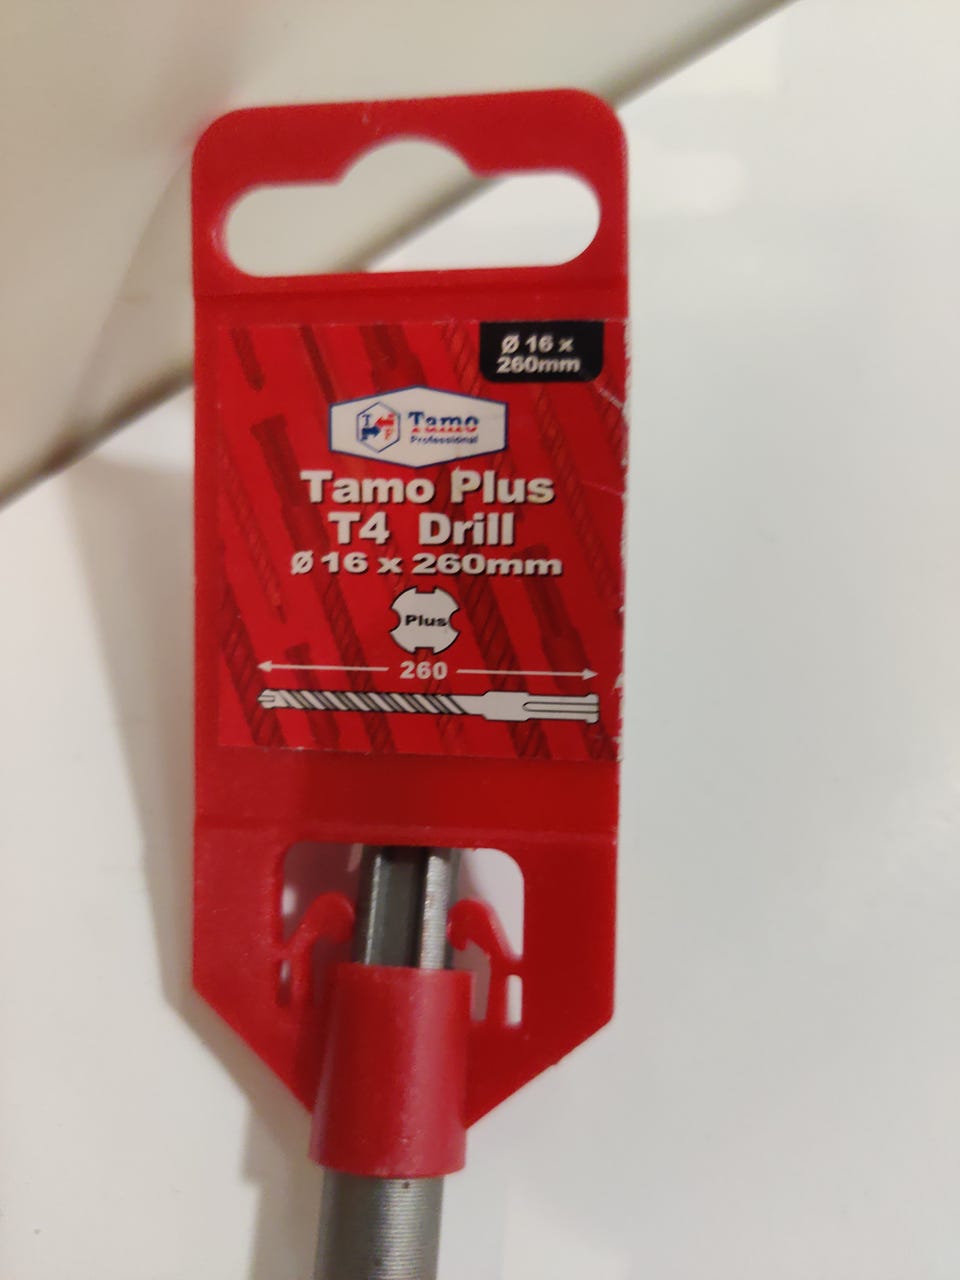 Ø 16 x
260mm
Tamo
Professional
Tamo Plus
T4 Drill
Ø 16 x 260mm
Plus
260